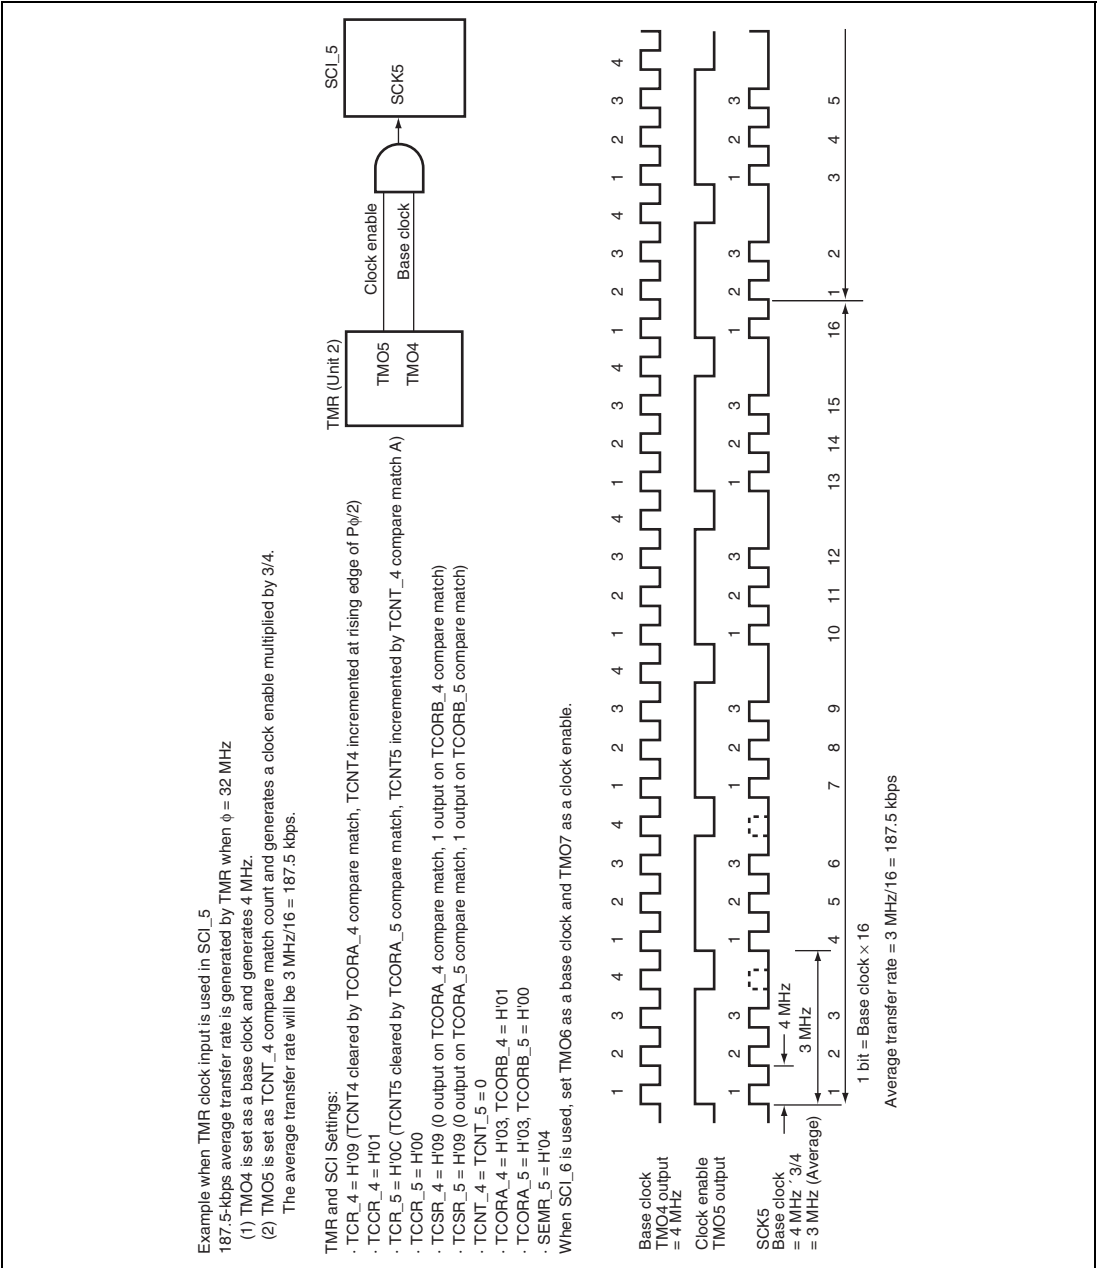 Example when TMR clock input is used in SCI_5
187.5-kbps average transfer rate is generated by TMR when ϕ = 32 MHz
(1) TMO4 is set as a base clock and generates 4 MHz.
(2) TMO5 is set as TCNT_4 compare match count and generates a clock enable multiplied by 3/4.
The average transfer rate will be 3 MHz/16 = 187.5 kbps.
TMR and SCI Settings:
· TCR_4 = H'09 (TCNT4 cleared by TCORA_4 compare match, TCNT4 incremented at rising edge of Pϕ/2)
· TCCR_4 = H'01
· TCR_5 = H'0C (TCNT5 cleared by TCORA_5 compare match, TCNT5 incremented by TCNT_4 compare match A)
· TCCR_5 = H'00
· TCSR_4 = H'09 (0 output on TCORA_4 compare match, 1 output on TCORB_4 compare match)
· TCSR_5 = H'09 (0 output on TCORA_5 compare match, 1 output on TCORB_5 compare match)
· TCNT_4 = TCNT_5 = 0
· TCORA_4 = H'03, TCORB_4 = H'01
· TCORA_5 = H'03, TCORB_5 = H'00
· SEMR_5 = H'04
When SCI_6 is used, set TMO6 as a base clock and TMO7 as a clock enable.
TMR (Unit 2)
TMO5
TMO4
Clock enable
Base clock
SCI_5
SCK5
1 2 3 4 1 2 3 4 1 2 3 4 1 2 3 4 1 2 3 4 1 2 3 4 1 2 3 4
Base clock
TMO4 output
= 4 MHz
Clock enable
TMO5 output
1 2 3 1 2 3 1 2 3 1 2 3 1 2 3 1 2 3 1 2 3
SCK5
Base clock
= 4 MHz ´ 3/4
= 3 MHz (Average)
4 MHz
3 MHz
1 2 3 4 5 6 7 8 9 10 11 12 13 14 15 16 1 2 3 4 5
1 bit = Base clock × 16
Average transfer rate = 3 MHz/16 = 187.5 kbps